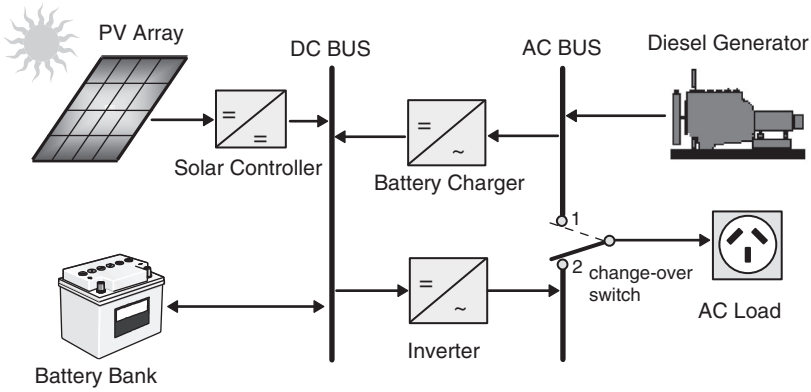 PV Array
DC BUS
AC BUS
Diesel Generator
=
=
Solar Controller
=
~
Battery Charger
1
2
change-over
switch
AC Load
=
~
Inverter
Battery Bank